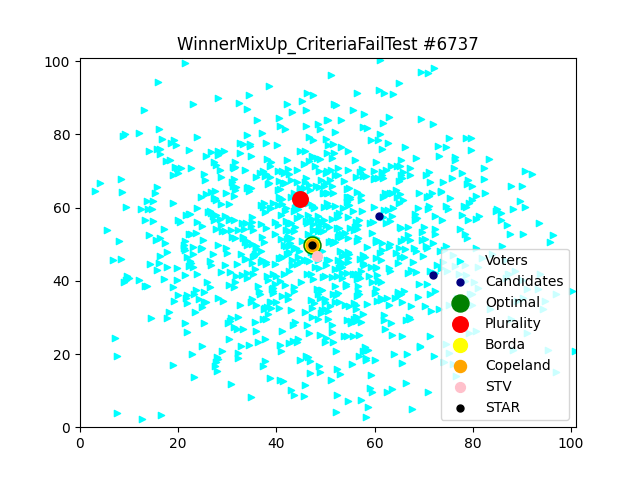 WinnerMixUp_CriteriaFailTest #6737
100
80
60
40
20
0
0 20 40 60 80 100
Voters
Candidates
Optimal
Plurality
Borda
Copeland
STV
STAR